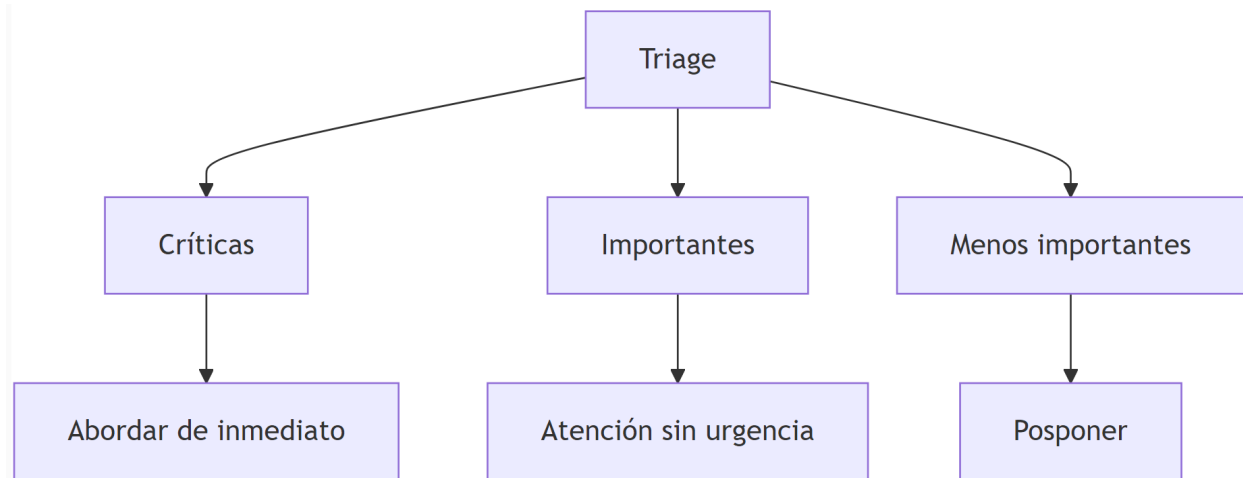 Triage
Críticas
Importantes
Menos importantes
Abordar de inmediato
Atención sin urgencia
Posponer